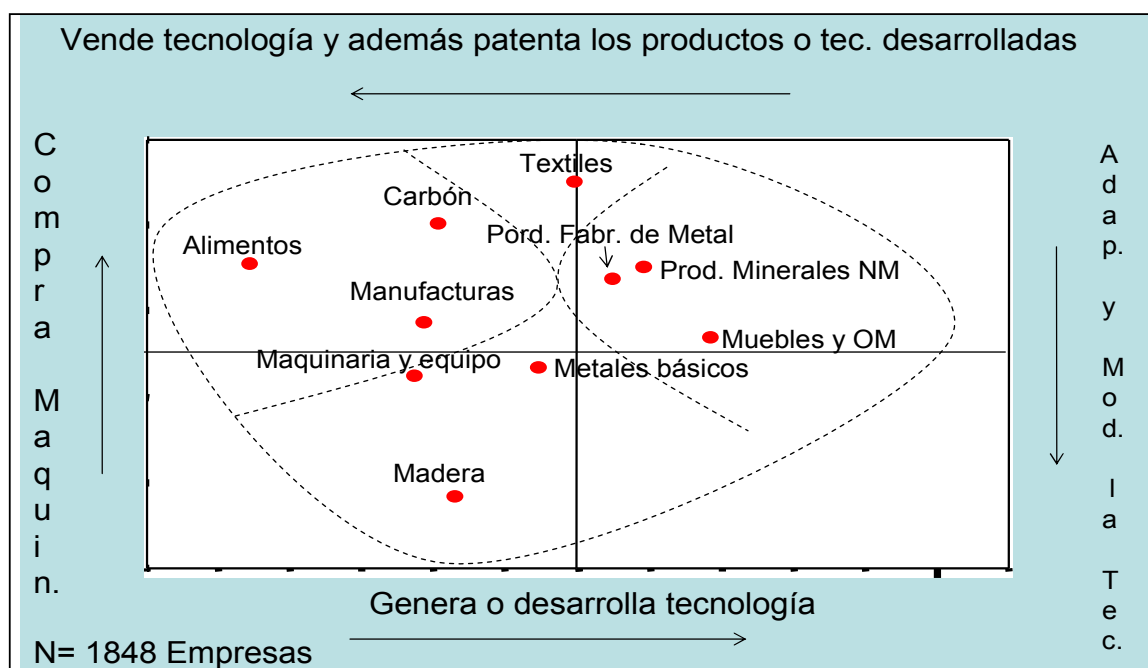 Vende tecnología y además patenta los productos o tec. desarrolladas
Compra Maquin.
Adap. y Mod. la Tec.
Textiles
Carbón
Pord. Fabr. de Metal
Alimentos
Prod. Minerales NM
Manufacturas
Muebles y OM
Maquinaria y equipo
Metales básicos
Madera
Genera o desarrolla tecnología
N= 1848 Empresas